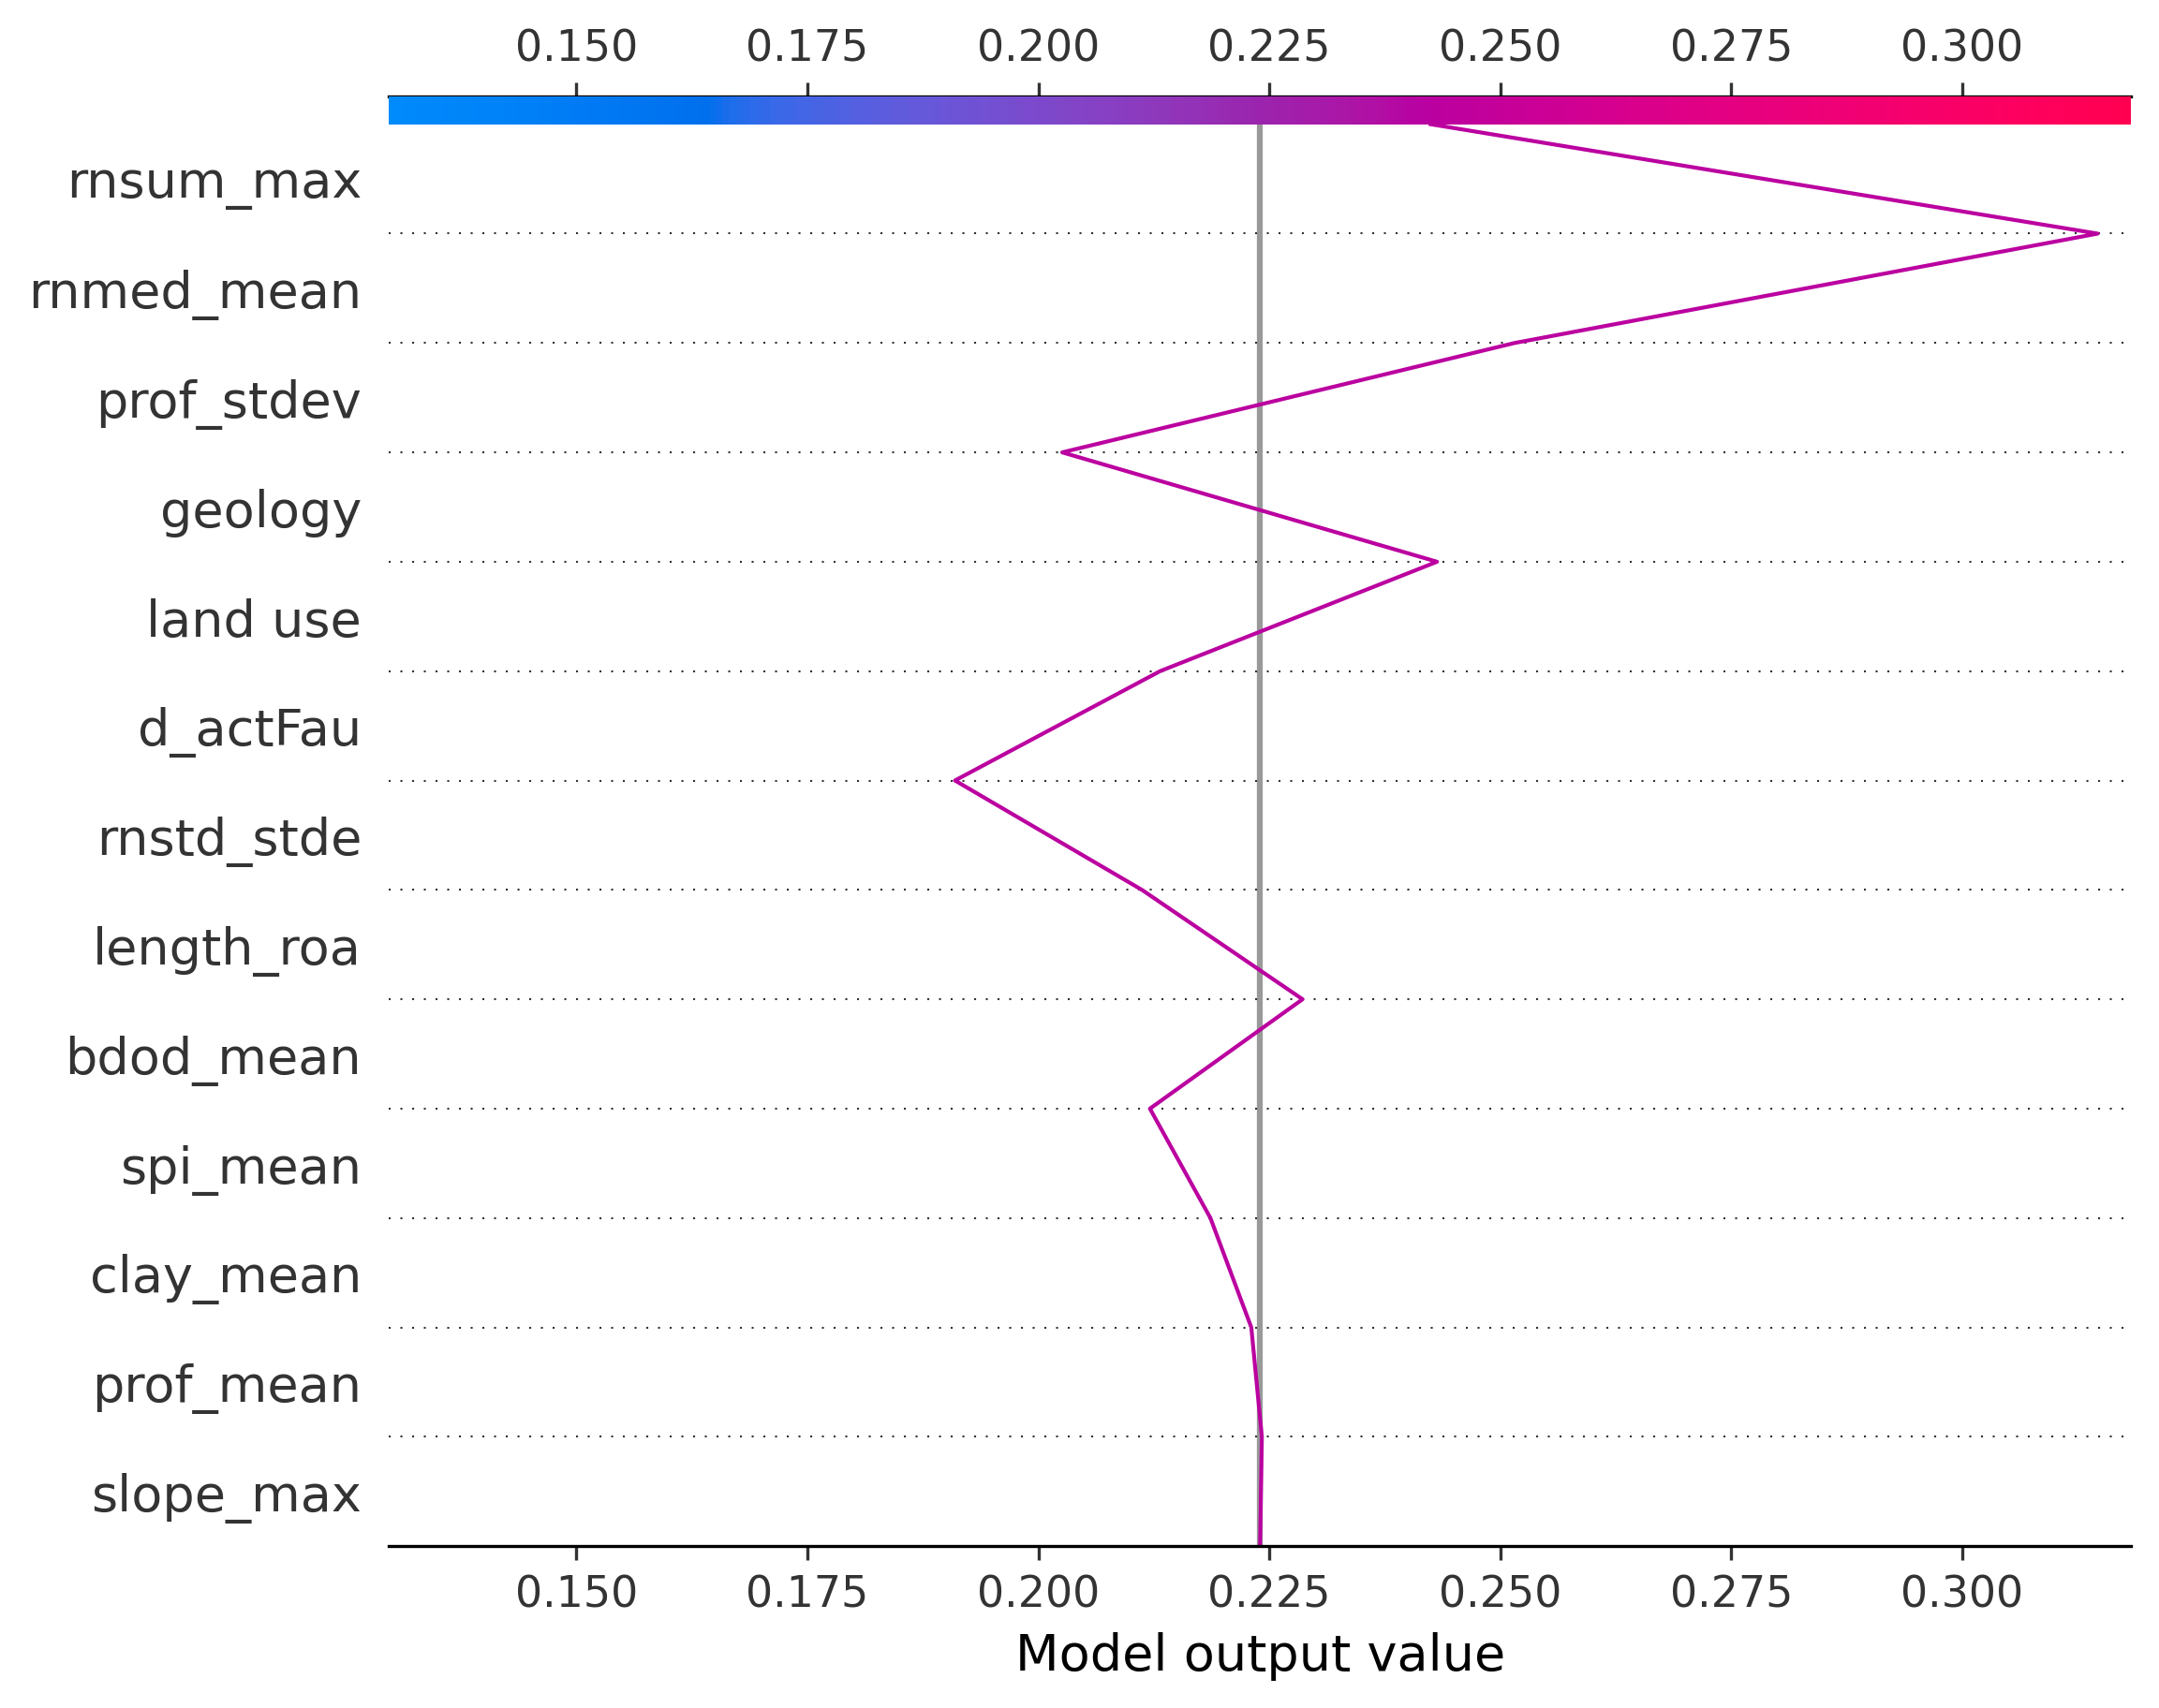 0.150 0.175 0.200 0.225 0.250 0.275 0.300
rnsum_max
rnmed_mean
prof_stdev
geology
land use
d_actFau
rnstd_stde
length_roa
bdod_mean
spi_mean
clay_mean
prof_mean
slope_max
0.150 0.175 0.200 0.225 0.250 0.275 0.300
Model output value